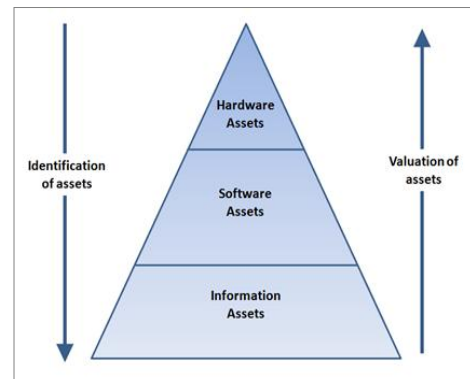 Hardware
Assets
Identification
of assets
Valuation of
assets
Software
Assets
Information
Assets